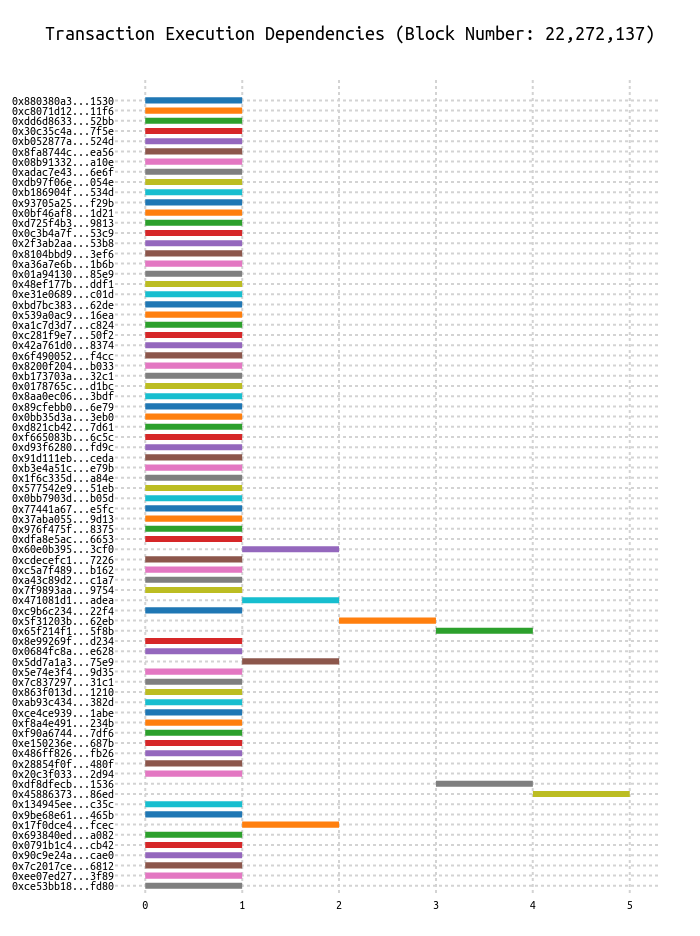 Transaction Execution Dependencies (Block Number: 22,272,137)
0x880380a3...1530
0xc8071d12...11f6
0xdd6d8633...52bb
0x30c35c4a...7f5e
0xb052877a...524d
0x8fa8744c...ea56
0x08b91332...a10e
0xadac7e43...6e6f
0xdb97f06e...054e
0xb186904f...534d
0x93705a25...f29b
0x0bf46af8...1d21
0xd725f4b3...9813
0x0c3b4a7f...53c9
0x2f3ab2aa...53b8
0x8104bbd9...3ef6
0xa36a7e6b...1b6b
0x01a94130...85e9
0x48ef177b...ddf1
0xe31e0689...c01d
0xbd7bc383...62de
0x539a0ac9...16ea
0xa1c7d3d7...c824
0xc281f9e7...50f2
0x42a761d0...8374
0x6f490052...f4cc
0x8200f204...b033
0xb173703a...32c1
0x0178765c...d1bc
0x8aa0ec06...3bdf
0x89cfebb0...6e79
0x0bb35d3a...3eb0
0xd821cb42...7d61
0xf665083b...6c5c
0xd93f6280...fd9c
0x91d111eb...ceda
0xb3e4a51c...e79b
0x1f6c335d...a84e
0x577542e9...51eb
0x0bb7903d...b05d
0x77441a67...e5fc
0x37aba055...9d13
0x976f475f...8375
0xdfa8e5ac...6653
0x60e0b395...3cf0
0xcdecefc1...7226
0xc5a7f489...b162
0xa43c89d2...c1a7
0x7f9893aa...9754
0x471081d1...adea
0xc9b6c234...22f4
0x5f31203b...62eb
0x65f214f1...5f8b
0x8e99269f...d234
0x0684fc8a...e628
0x5dd7a1a3...75e9
0x5e74e3f4...9d35
0x7c837297...31c1
0x863f013d...1210
0xab93c434...382d
0xce4ce939...1abe
0xf8a4e491...234b
0xf90a6744...7df6
0xe150236e...687b
0x486ff826...fb26
0x28854f0f...480f
0x20c3f033...2d94
0xdf8dfecb...1536
0x45886373...86ed
0x134945ee...c35c
0x9be68e61...465b
0x17f0dce4...fcec
0x693840ed...a082
0x0791b1c4...cb42
0x90c9e24a...cae0
0x7c2017ce...6812
0xee07ed27...3f89
0xce53bb18...fd80
0 1 2 3 4 5